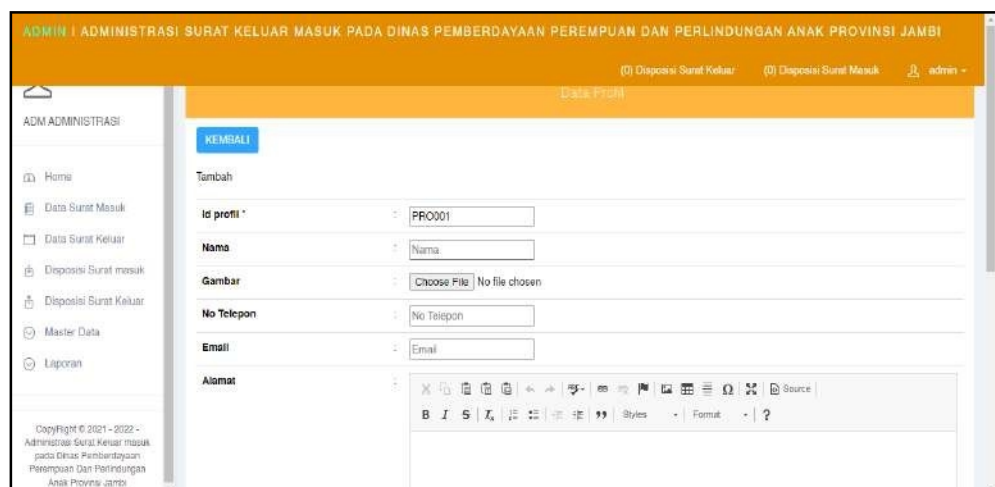 ADMIN | ADMINISTRASI SURAT KELUAR MASUK PADA DINAS PEMBERDAYAAN PEREMPUAN DAN PERLINDUNGAN ANAK PROVINSI JAMBI
(0) Disposisi Surat Keluar (0) Disposisi Surat Masuk admin
Data Profil
ADM ADMINISTRASI
Home
Data Surat Masuk
Data Surat Keluar
Disposisi Surat masuk
Disposisi Surat Keluar
Master Data
Laporan
CopyRight © 2021 - 2022 -
Administrasi Surat Keluar masuk
pada Dinas Pemberdayaan
Perempuan Dan Perlindungan
Anak Provinsi Jambi
KEMBALI
Tambah
Id profil * : PRO001
Nama : Nama
Gambar : Choose File No file chosen
No Telepon : No Telepon
Email : Email
Alamat :
Source
B I S Tx Styles Format ?